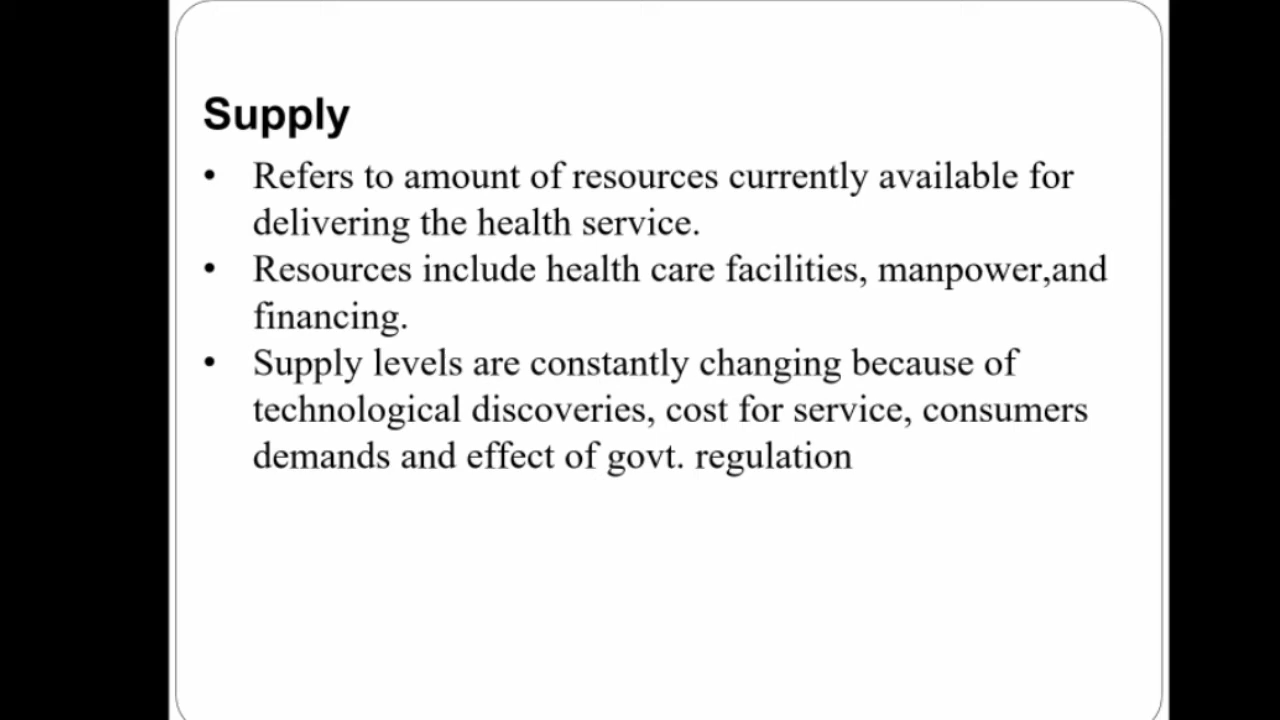 Supply
• Refers to amount of resources currently available for
delivering the health service.
• Resources include health care facilities, manpower,and
financing.
• Supply levels are constantly changing because of
technological discoveries, cost for service, consumers
demands and effect of govt. regulation